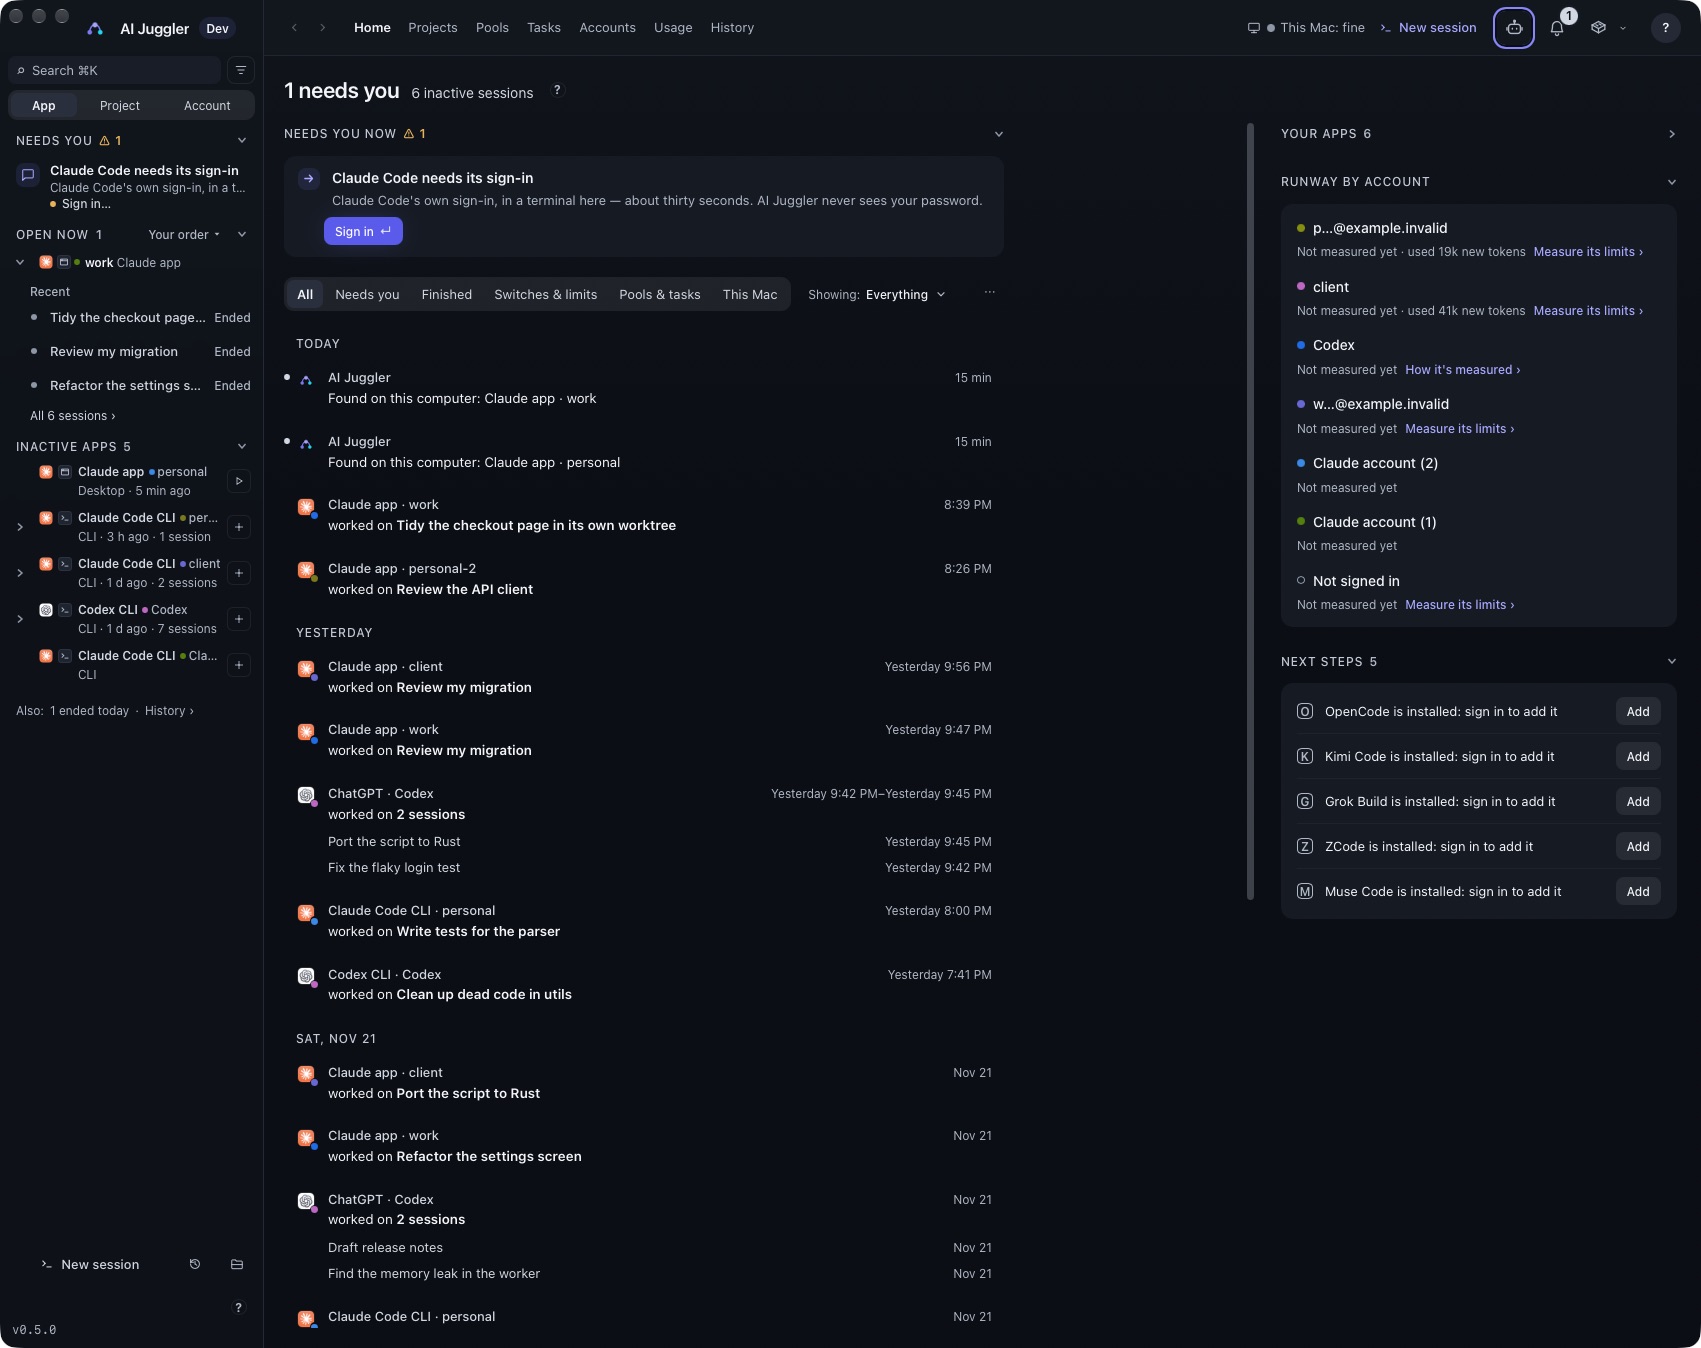 AI Juggler Dev
Search ⌘K
App Project Account
NEEDS YOU 1
Claude Code needs its sign-in
Claude Code's own sign-in, in a t...
Sign in...
OPEN NOW 1 Your order
work Claude app
Recent
Tidy the checkout page... Ended
Review my migration Ended
Refactor the settings s... Ended
All 6 sessions ›
INACTIVE APPS 5
Claude app personal
Desktop · 5 min ago
Claude Code CLI per...
CLI · 3 h ago · 1 session
Claude Code CLI client
CLI · 1 d ago · 2 sessions
Codex CLI Codex
CLI · 1 d ago · 7 sessions
Claude Code CLI Cla...
CLI
Also: 1 ended today · History ›
New session
?
v0.5.0
Home Projects Pools Tasks Accounts Usage History
This Mac: fine New session 1 ?
1 needs you 6 inactive sessions ?
NEEDS YOU NOW 1
Claude Code needs its sign-in
Claude Code's own sign-in, in a terminal here — about thirty seconds. AI Juggler never sees your password.
Sign in ↵
All Needs you Finished Switches & limits Pools & tasks This Mac Showing: Everything ...
TODAY
AI Juggler 15 min
Found on this computer: Claude app · work
AI Juggler 15 min
Found on this computer: Claude app · personal
Claude app · work 8:39 PM
worked on Tidy the checkout page in its own worktree
Claude app · personal-2 8:26 PM
worked on Review the API client
YESTERDAY
Claude app · client Yesterday 9:56 PM
worked on Review my migration
Claude app · work Yesterday 9:47 PM
worked on Review my migration
ChatGPT · Codex Yesterday 9:42 PM–Yesterday 9:45 PM
worked on 2 sessions
Port the script to Rust Yesterday 9:45 PM
Fix the flaky login test Yesterday 9:42 PM
Claude Code CLI · personal Yesterday 8:00 PM
worked on Write tests for the parser
Codex CLI · Codex Yesterday 7:41 PM
worked on Clean up dead code in utils
SAT, NOV 21
Claude app · client Nov 21
worked on Port the script to Rust
Claude app · work Nov 21
worked on Refactor the settings screen
ChatGPT · Codex Nov 21
worked on 2 sessions
Draft release notes Nov 21
Find the memory leak in the worker Nov 21
Claude Code CLI · personal Nov 21
YOUR APPS 6
RUNWAY BY ACCOUNT
p...@example.invalid
Not measured yet · used 19k new tokens Measure its limits ›
client
Not measured yet · used 41k new tokens Measure its limits ›
Codex
Not measured yet How it's measured ›
w...@example.invalid
Not measured yet Measure its limits ›
Claude account (2)
Not measured yet
Claude account (1)
Not measured yet
Not signed in
Not measured yet Measure its limits ›
NEXT STEPS 5
O OpenCode is installed: sign in to add it Add
K Kimi Code is installed: sign in to add it Add
G Grok Build is installed: sign in to add it Add
Z ZCode is installed: sign in to add it Add
M Muse Code is installed: sign in to add it Add